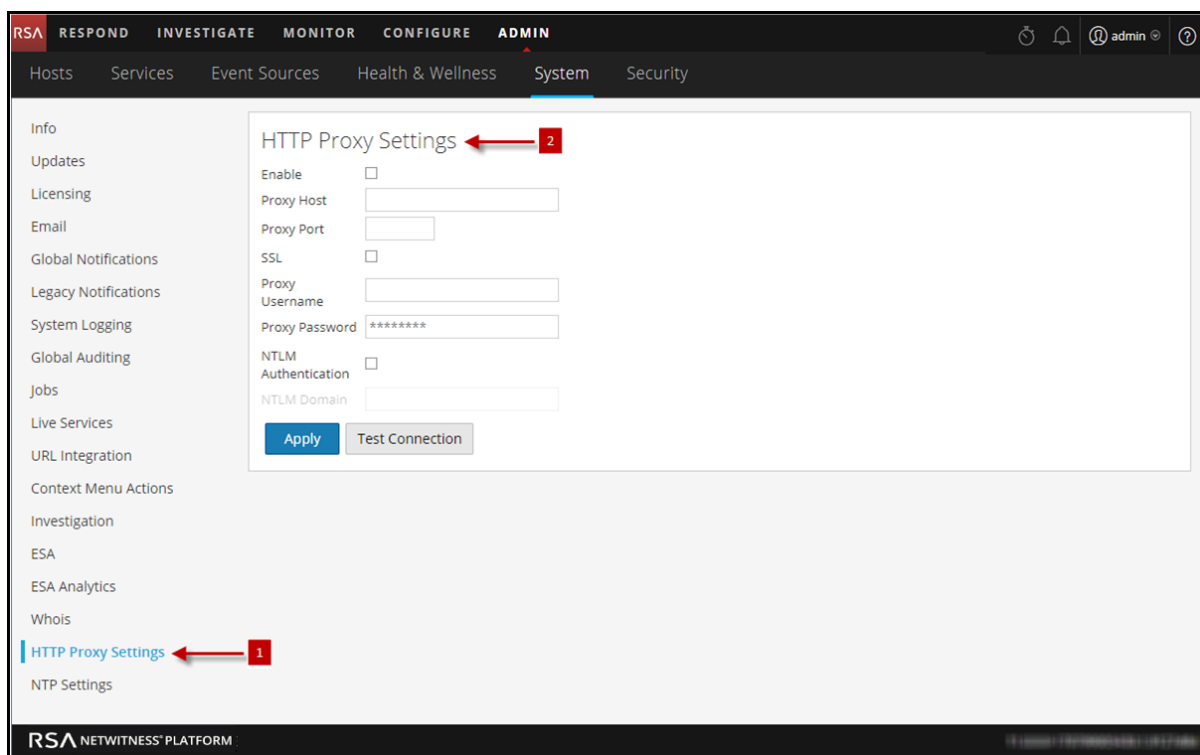 RSA RESPOND INVESTIGATE MONITOR CONFIGURE ADMIN admin ?
Hosts Services Event Sources Health & Wellness System Security
Info
Updates
Licensing
Email
Global Notifications
Legacy Notifications
System Logging
Global Auditing
Jobs
Live Services
URL Integration
Context Menu Actions
Investigation
ESA
ESA Analytics
Whois
HTTP Proxy Settings 1
NTP Settings
HTTP Proxy Settings 2
Enable
Proxy Host
Proxy Port
SSL
Proxy
Username
Proxy Password ********
NTLM
Authentication
NTLM Domain
Apply Test Connection
RSA NETWITNESS® PLATFORM